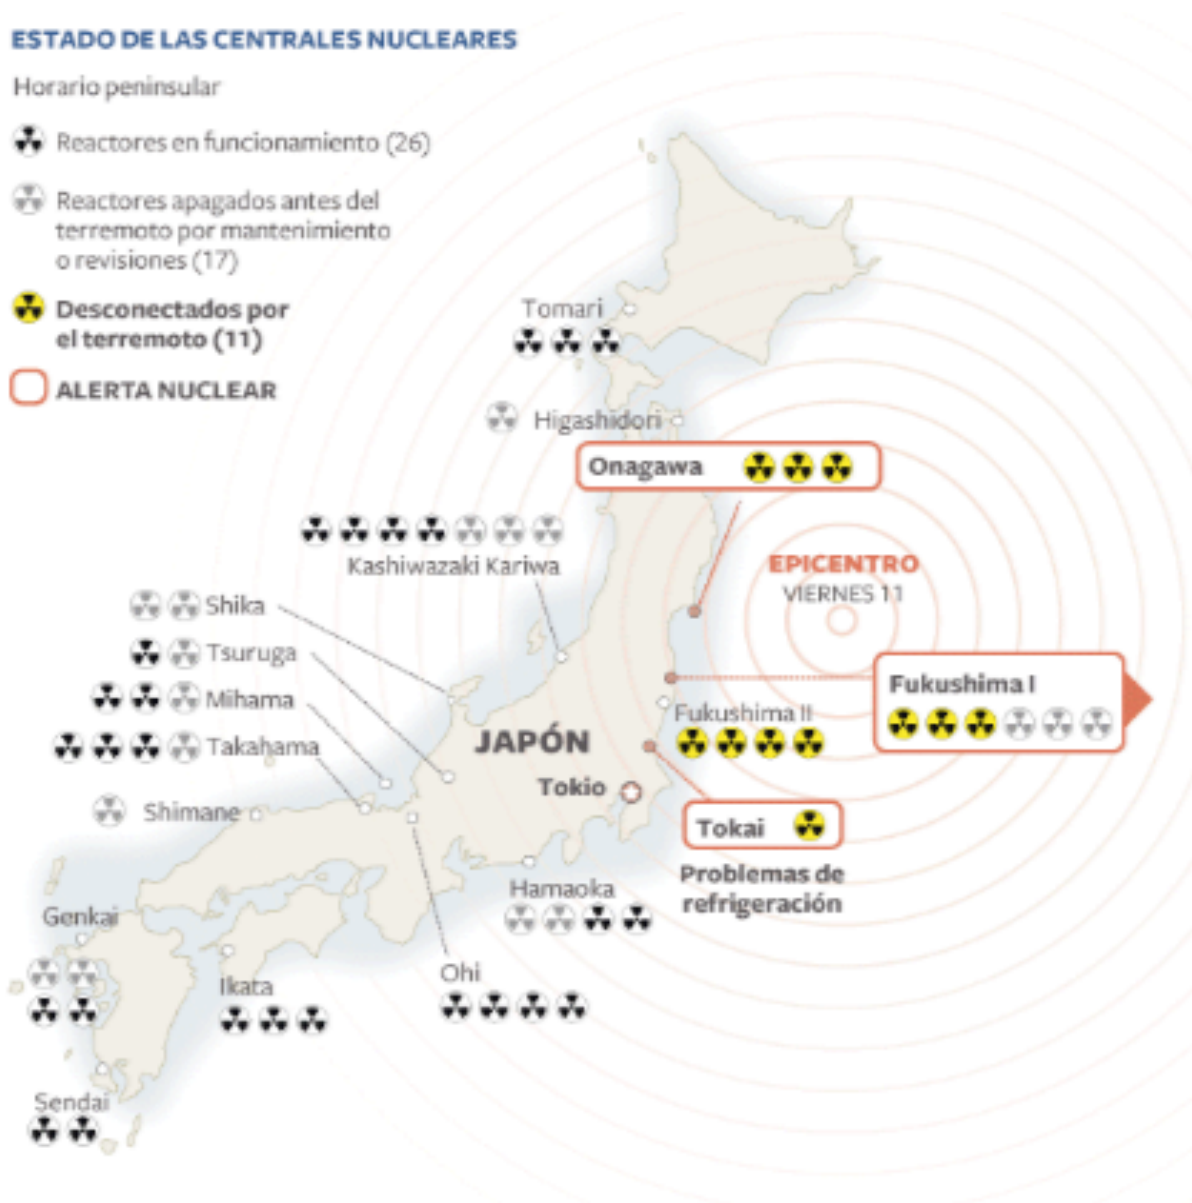 ESTADO DE LAS CENTRALES NUCLEARES
Horario peninsular
Reactores en funcionamiento (26)
Reactores apagados antes del
terremoto por mantenimiento
o revisiones (17)
Desconectados por
el terremoto (11)
ALERTA NUCLEAR
Tomari
Higashidori
Onagawa
Kashiwazaki Kariwa
EPICENTRO
VIERNES 11
Shika
Tsuruga
Mihama
Takahama
Shimane
Fukushima I
Fukushima II
JAPÓN
Tokio
Tokai
Problemas de
refrigeración
Hamaoka
Genkai
Ikata
Ohi
Sendai